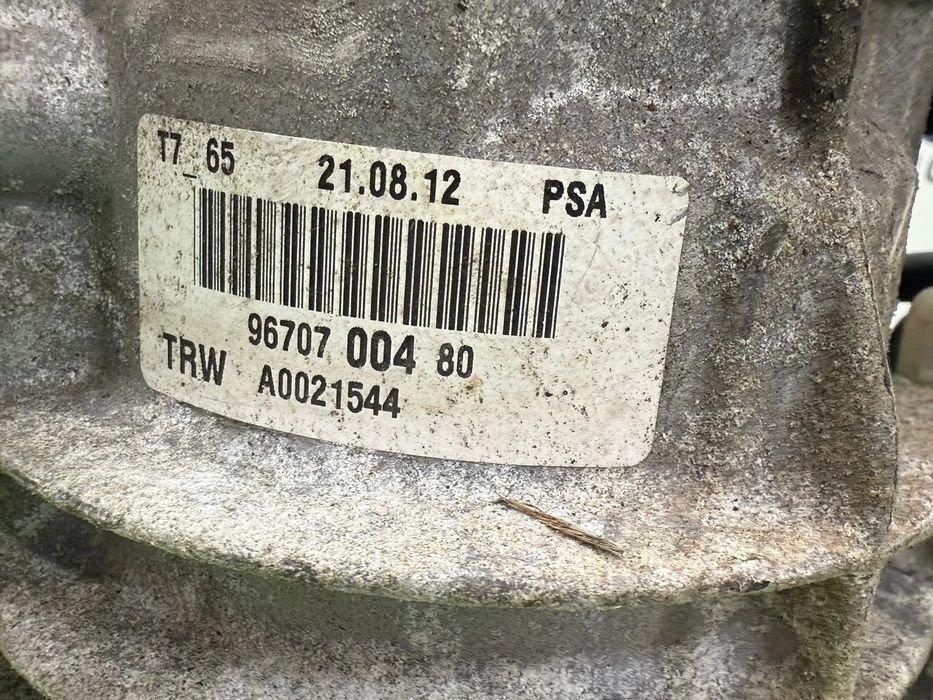 T7_65 21.08.12 PSA
96707 004 80
TRW A0021544